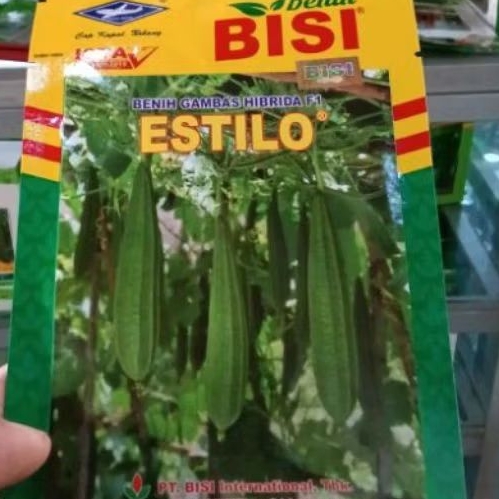 benih
BISI®
Cap Kapal Terbang
BISI
BENIH GAMBAS HIBRIDA F1
ESTILO®
PT. BISI International, Tbk.